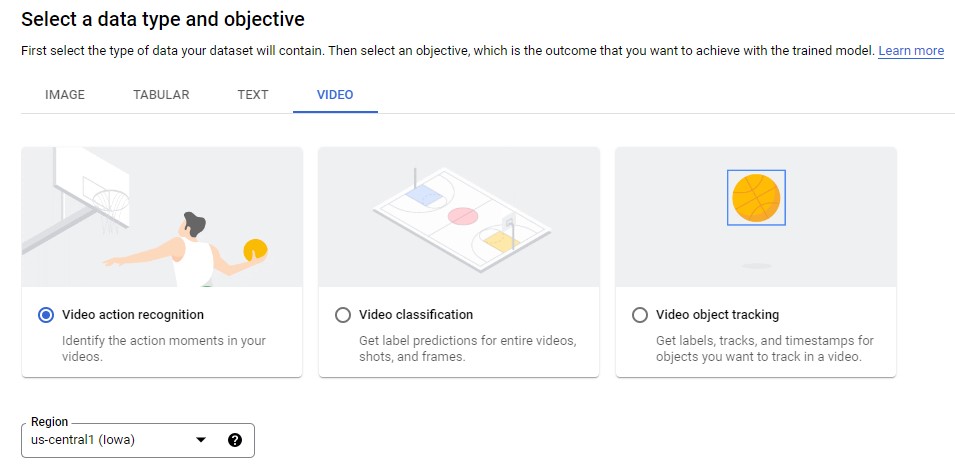 Select a data type and objective
First select the type of data your dataset will contain. Then select an objective, which is the outcome that you want to achieve with the trained model. Learn more
IMAGE TABULAR TEXT VIDEO
Video action recognition
Identify the action moments in your
videos.
Video classification
Get label predictions for entire videos,
shots, and frames.
Video object tracking
Get labels, tracks, and timestamps for
objects you want to track in a video.
Region
us-central1 (Iowa) ?